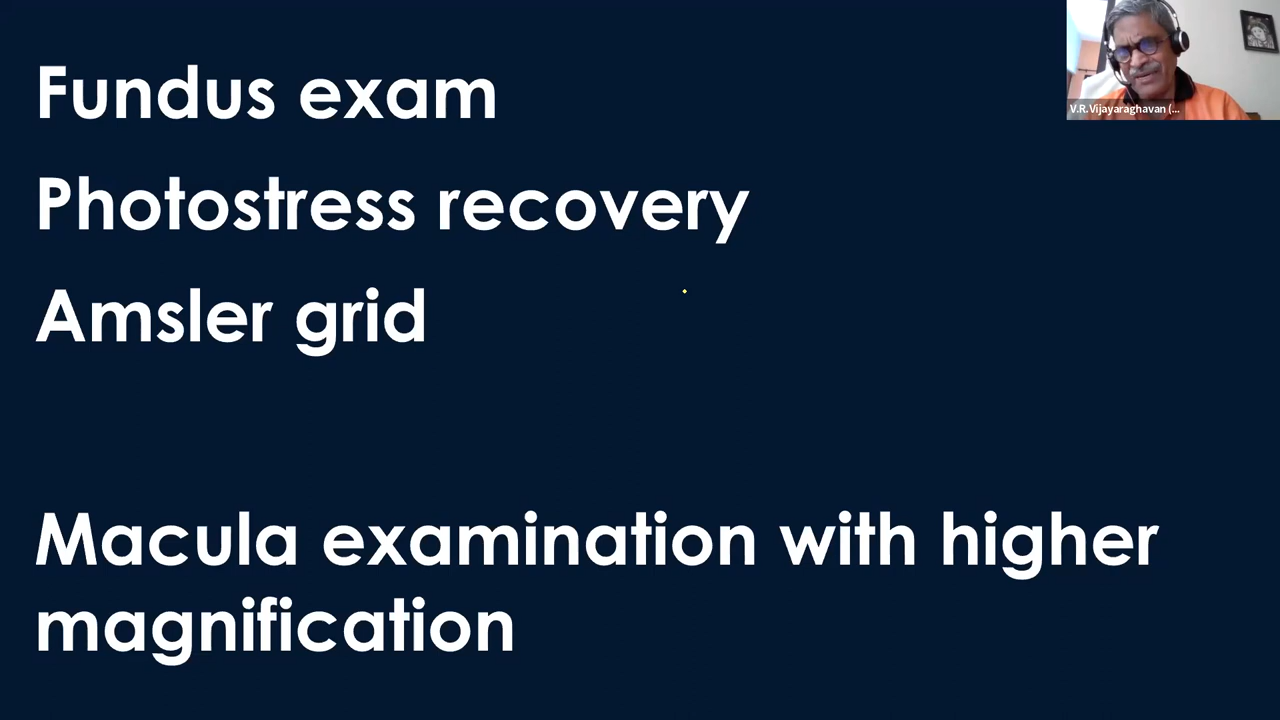 Fundus exam
Photostress recovery
Amsler grid
Macula examination with higher
magnification
V.R.Vijayaraghavan (...